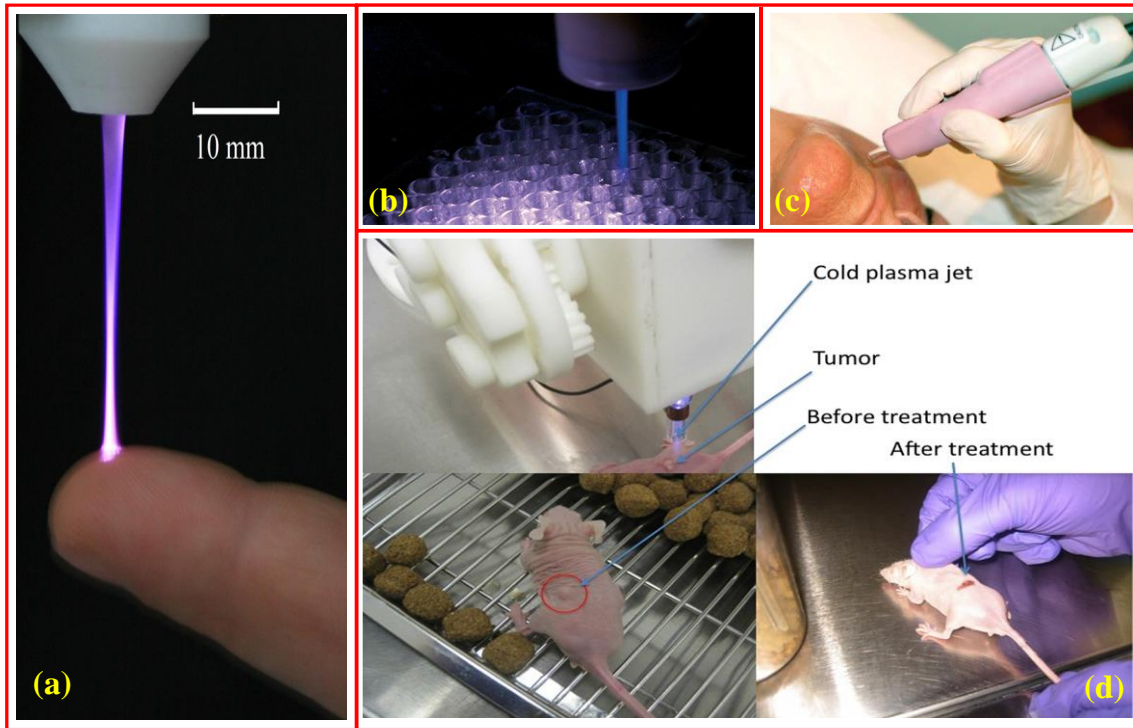 10 mm
(a)
(b)
(c)
Cold plasma jet
Tumor
Before treatment
After treatment
(d)